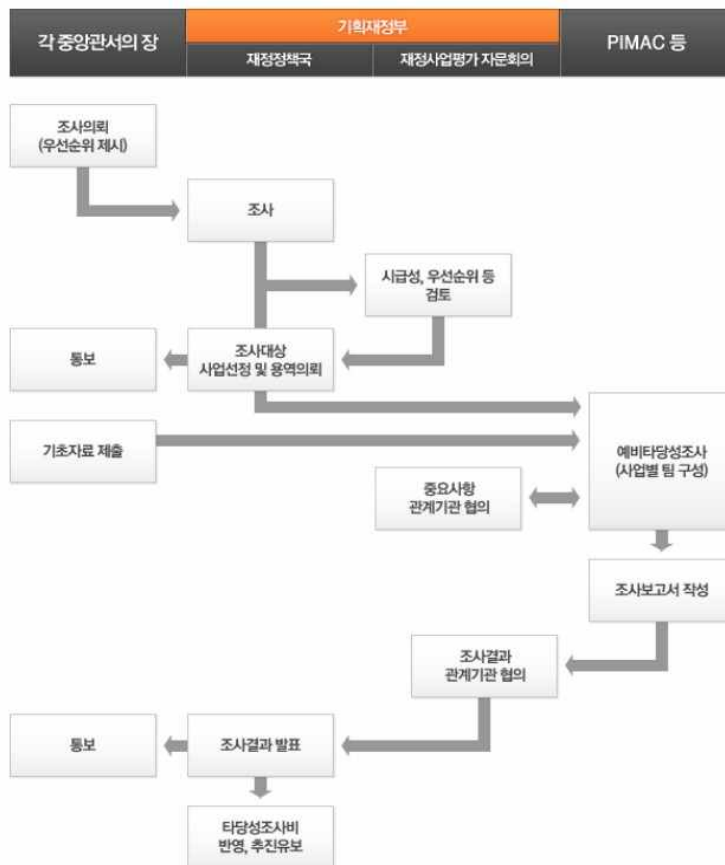 각 중앙관서의 장
기획재정부
재정정책국
재정사업평가 자문회의
PIMAC 등
조사의뢰
(우선순위 제시)
조사
시급성, 우선순위 등
검토
통보
조사대상
사업선정 및 용역의뢰
기초자료 제출
예비타당성조사
(사업별 팀 구성)
중요사항
관계기관 협의
조사보고서 작성
조사결과
관계기관 협의
통보
조사결과 발표
타당성조사비
반영, 추진유보